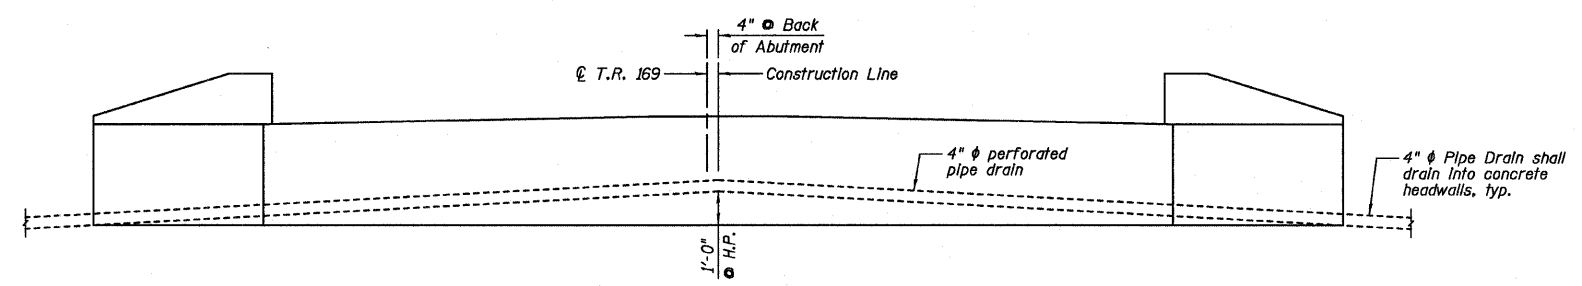 4" @ Back
of Abutment
℄ T.R. 169
Construction Line
4" ϕ perforated
pipe drain
4" ϕ Pipe Drain shall
drain into concrete
headwalls, typ.
1'-0"
@ H.P.